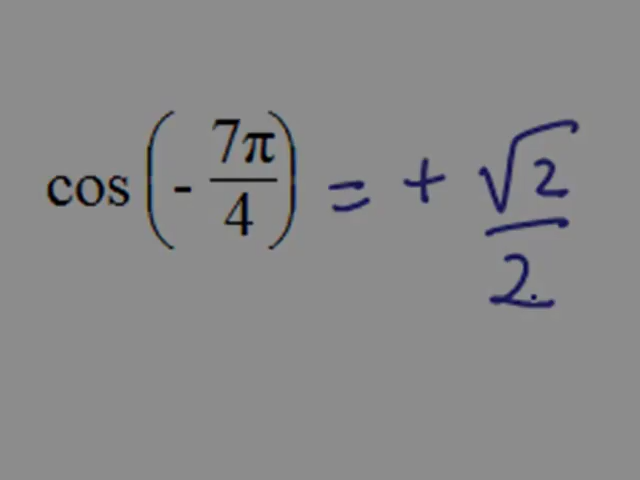 cos(-7π/4) = + √2/2